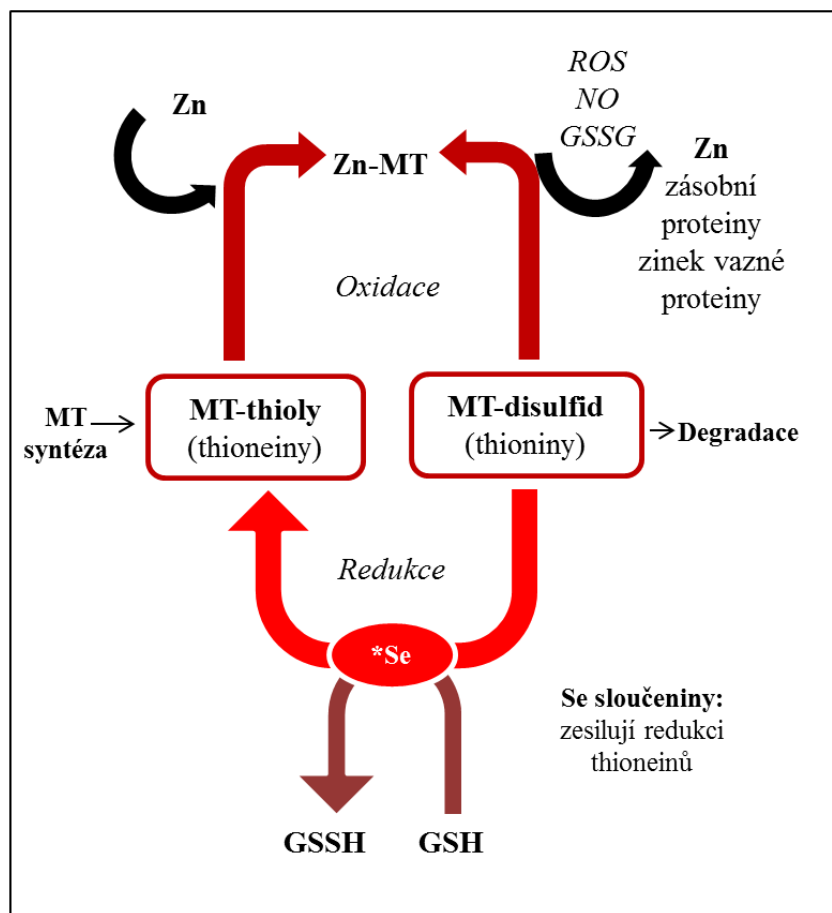 Zn
ROS
NO
GSSG
Zn-MT
Zn
zásobní
proteiny
zinek vazné
proteiny
Oxidace
MT
syntéza
MT-thioly
(thioneiny)
MT-disulfid
(thioniny)
Degradace
Redukce
*Se
Se sloučeniny:
zesilují redukci
thioneinů
GSSH
GSH